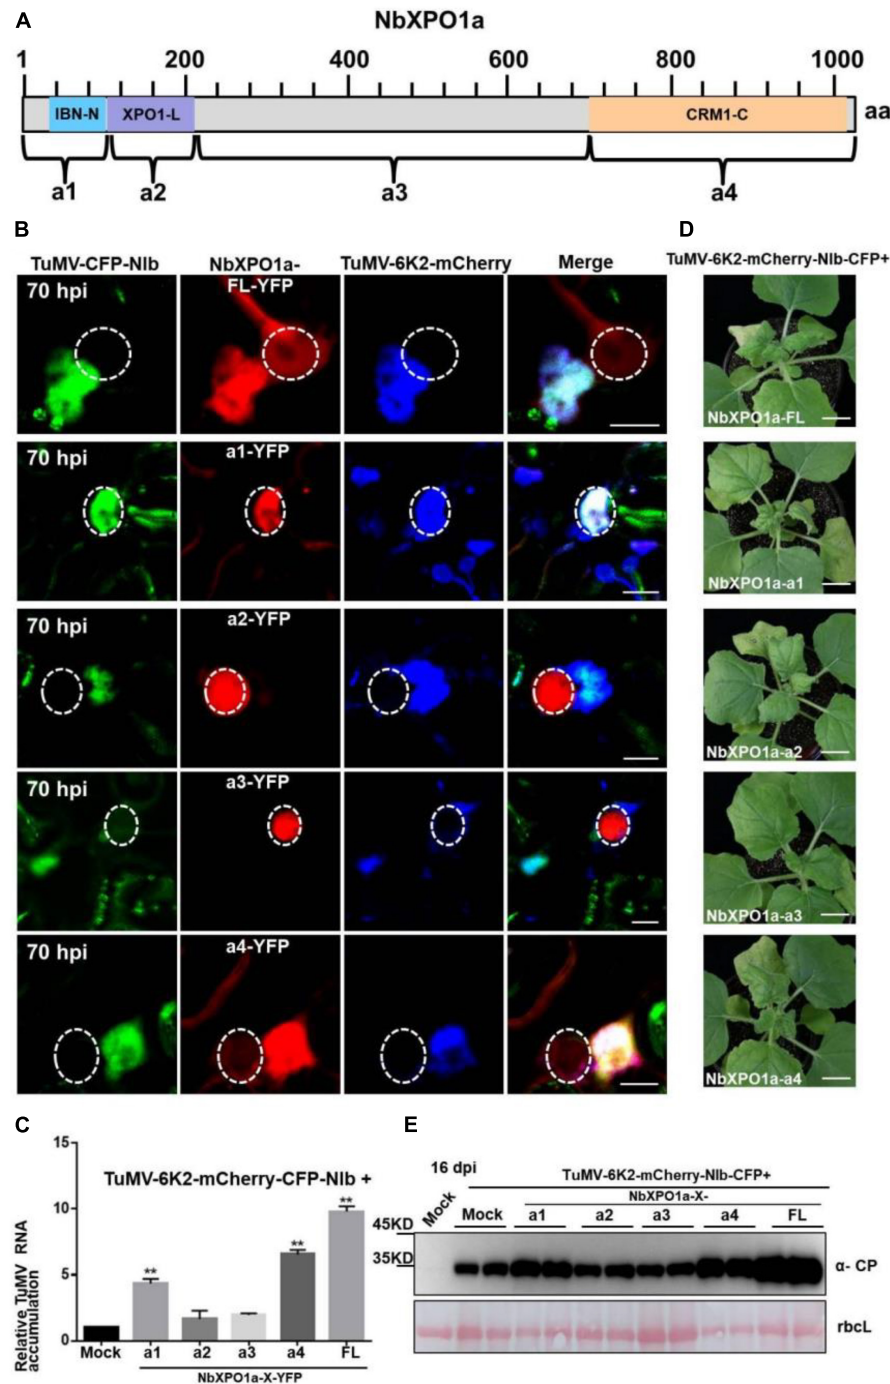 A
NbXPO1a
1 200 400 600 800 1000
IBN-N XPO1-L CRM1-C aa
a1 a2 a3 a4
B
D
TuMV-CFP-NIb NbXPO1a- TuMV-6K2-mCherry Merge
FL-YFP
TuMV-6K2-mCherry-NIb-CFP+
70 hpi
NbXPO1a-FL
70 hpi a1-YFP
NbXPO1a-a1
70 hpi a2-YFP
NbXPO1a-a2
70 hpi a3-YFP
NbXPO1a-a3
70 hpi a4-YFP
NbXPO1a-a4
C
Relative TuMV RNA
accumulation
15
10
5
0
TuMV-6K2-mCherry-CFP-NIb +
** ** **
Mock a1 a2 a3 a4 FL
NbXPO1a-X-YFP
E
16 dpi
TuMV-6K2-mCherry-NIb-CFP+
NbXPO1a-X-
Mock Mock a1 a2 a3 a4 FL
45KD
35KD
α- CP
rbcL